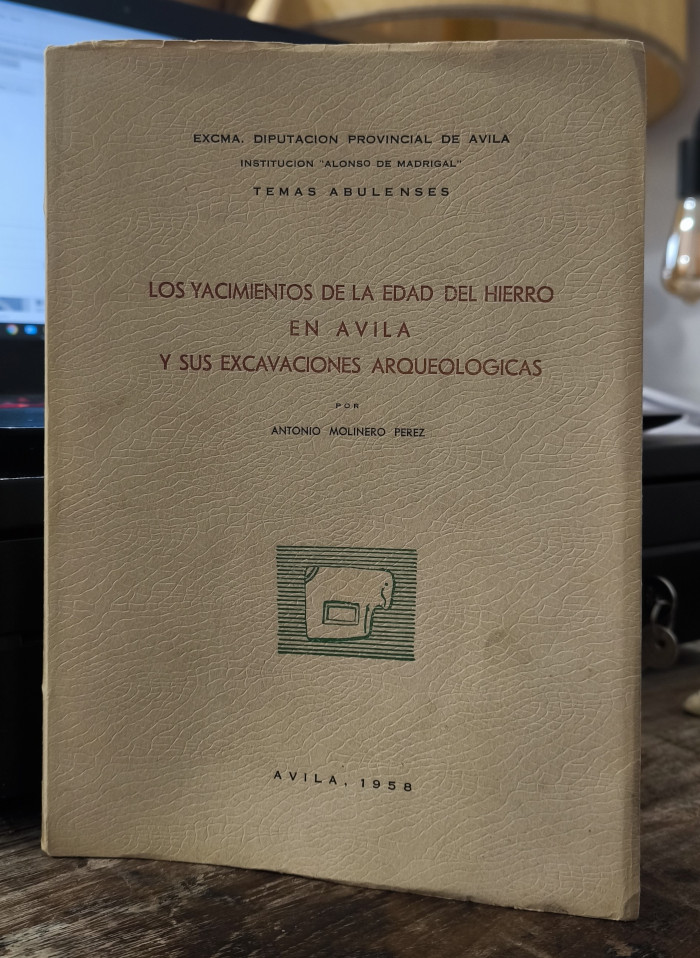 EXCMA. DIPUTACION PROVINCIAL DE AVILA
INSTITUCION "ALONSO DE MADRIGAL"
TEMAS ABULENSES
LOS YACIMIENTOS DE LA EDAD DEL HIERRO
EN AVILA
Y SUS EXCAVACIONES ARQUEOLOGICAS
POR
ANTONIO MOLINERO PEREZ
AVILA, 1958